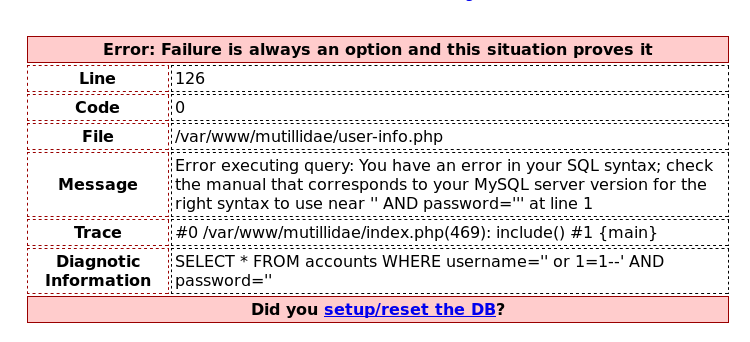 Error: Failure is always an option and this situation proves it
Line 126
Code 0
File /var/www/mutillidae/user-info.php
Message Error executing query: You have an error in your SQL syntax; check
the manual that corresponds to your MySQL server version for the
right syntax to use near '' AND password=''' at line 1
Trace #0 /var/www/mutillidae/index.php(469): include() #1 {main}
Diagnotic Information SELECT * FROM accounts WHERE username='' or 1=1--' AND
password=''
Did you setup/reset the DB?